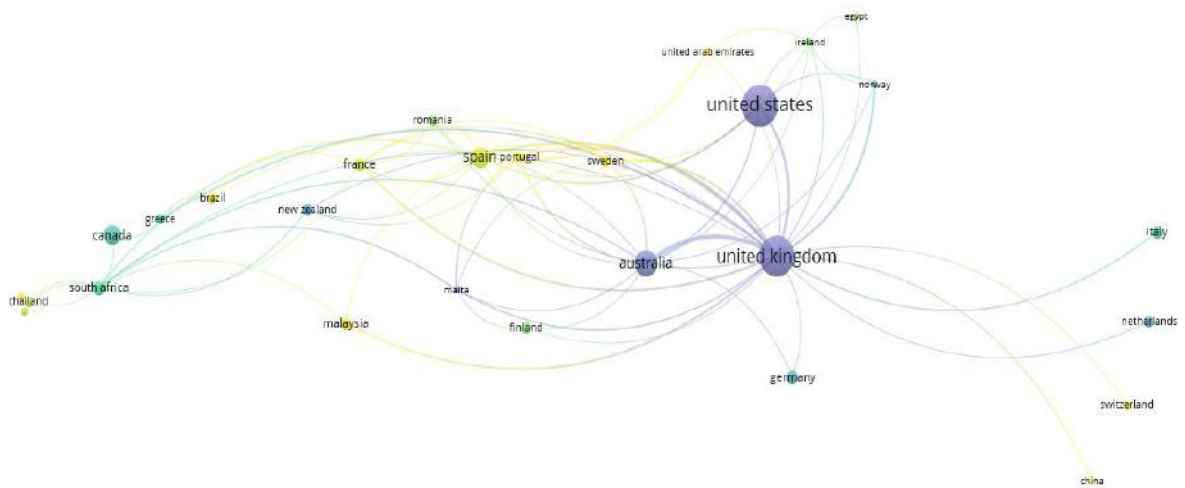 egypt
ireland
united arab emirates
norway
united states
romania
spain
portugal
sweden
france
brazil
new zealand
greece
canada
united kingdom
italy
australia
south africa
malta
thailand
malaysia
finland
netherlands
germany
switzerland
china